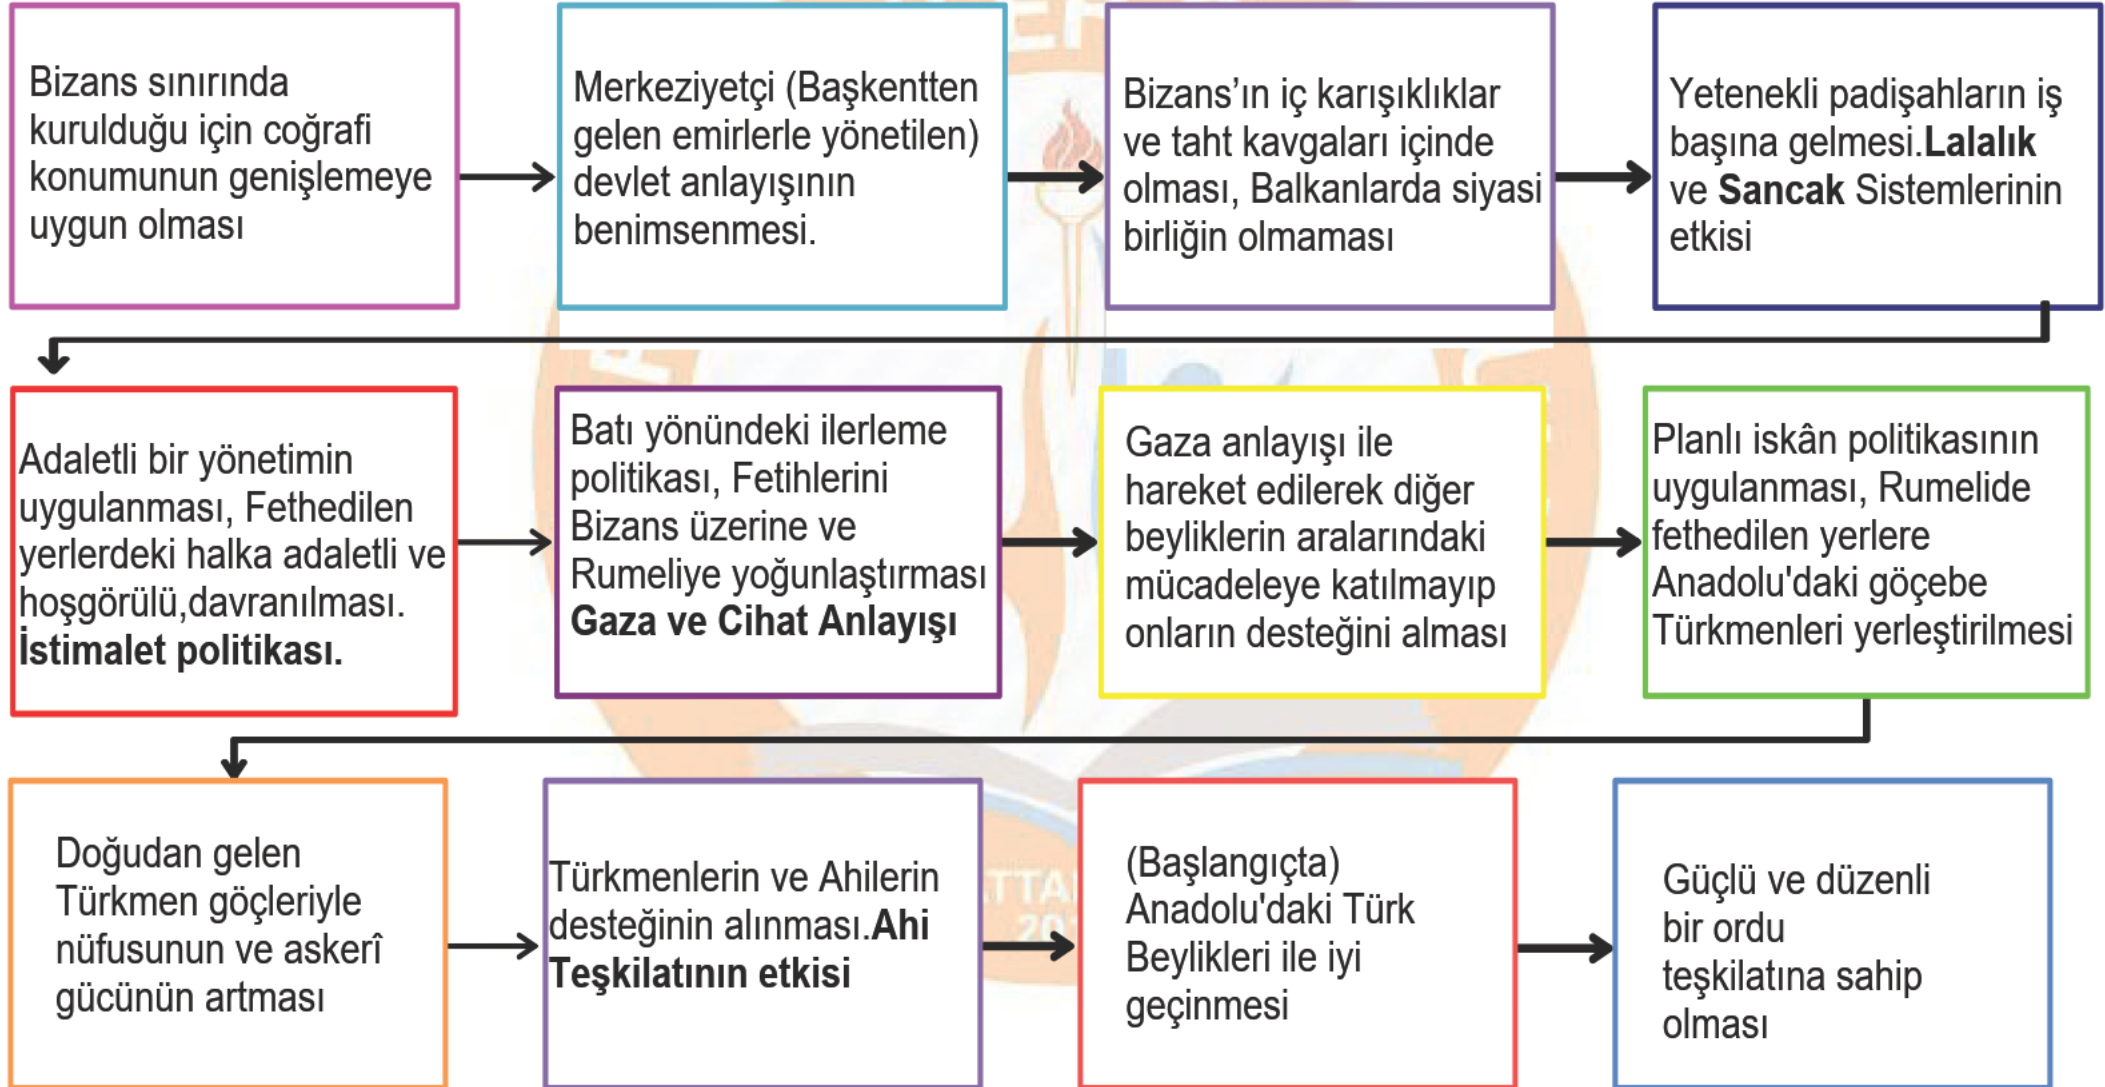 Bizans sınırında
kurulduğu için coğrafi
konumunun genişlemeye
uygun olması
Merkeziyetçi (Başkentten
gelen emirlerle yönetilen)
devlet anlayışının
benimsenmesi.
Bizans’ın iç karışıklıklar
ve taht kavgaları içinde
olması, Balkanlarda siyasi
birliğin olmaması
Yetenekli padişahların iş
başına gelmesi.Lalalık
ve Sancak Sistemlerinin
etkisi
Adaletli bir yönetimin
uygulanması, Fethedilen
yerlerdeki halka adaletli ve
hoşgörülü,davranılması.
İstimalet politikası.
Batı yönündeki ilerleme
politikası, Fetihlerini
Bizans üzerine ve
Rumeliye yoğunlaştırması
Gaza ve Cihat Anlayışı
Gaza anlayışı ile
hareket edilerek diğer
beyliklerin aralarındaki
mücadeleye katılmayıp
onların desteğini alması
Planlı iskân politikasının
uygulanması, Rumelide
fethedilen yerlere
Anadolu'daki göçebe
Türkmenleri yerleştirilmesi
Doğudan gelen
Türkmen göçleriyle
nüfusunun ve askerî
gücünün artması
Türkmenlerin ve Ahilerin
desteğinin alınması.Ahi
Teşkilatının etkisi
(Başlangıçta)
Anadolu'daki Türk
Beylikleri ile iyi
geçinmesi
Güçlü ve düzenli
bir ordu
teşkilatına sahip
olması